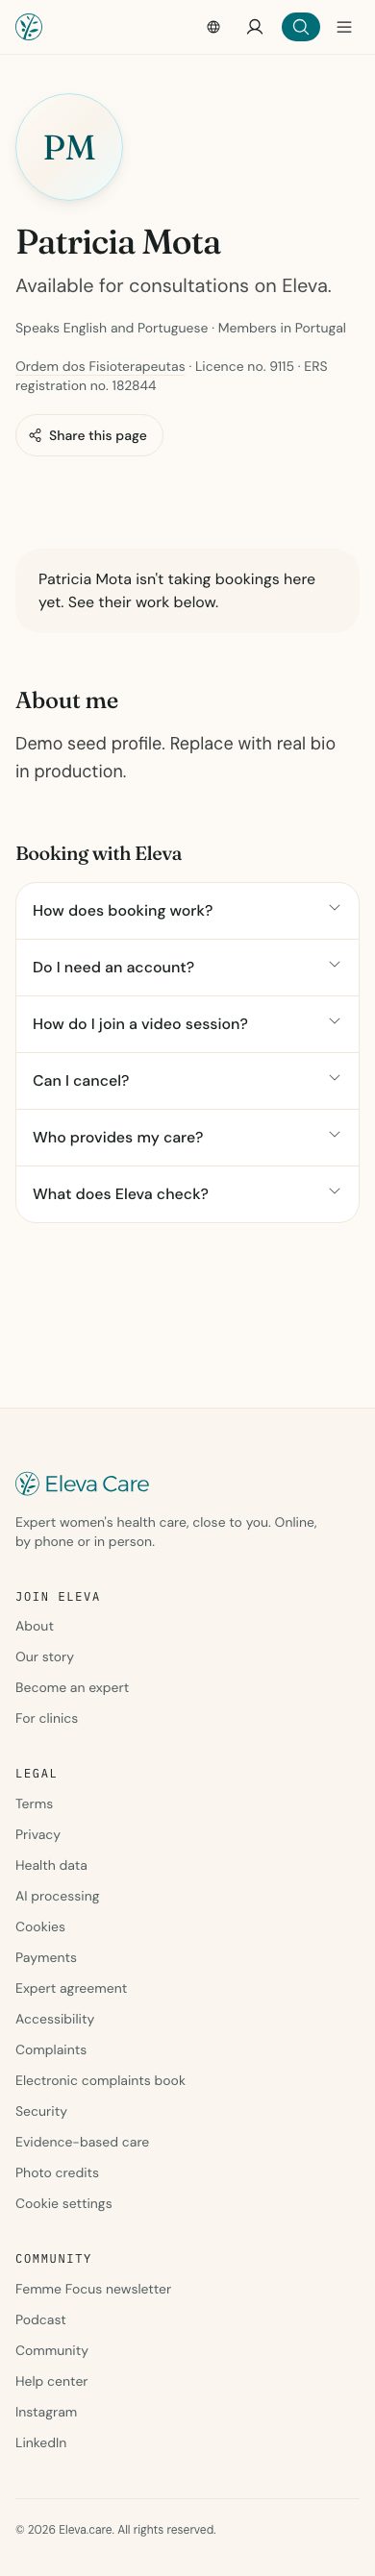 PM
Patricia Mota
Available for consultations on Eleva.
Speaks English and Portuguese · Members in Portugal
Ordem dos Fisioterapeutas · Licence no. 9115 · ERS
registration no. 182844
Share this page
Patricia Mota isn't taking bookings here
yet. See their work below.
About me
Demo seed profile. Replace with real bio
in production.
Booking with Eleva
How does booking work?
Do I need an account?
How do I join a video session?
Can I cancel?
Who provides my care?
What does Eleva check?
Eleva Care
Expert women's health care, close to you. Online,
by phone or in person.
JOIN ELEVA
About
Our story
Become an expert
For clinics
LEGAL
Terms
Privacy
Health data
AI processing
Cookies
Payments
Expert agreement
Accessibility
Complaints
Electronic complaints book
Security
Evidence-based care
Photo credits
Cookie settings
COMMUNITY
Femme Focus newsletter
Podcast
Community
Help center
Instagram
LinkedIn
© 2026 Eleva.care. All rights reserved.